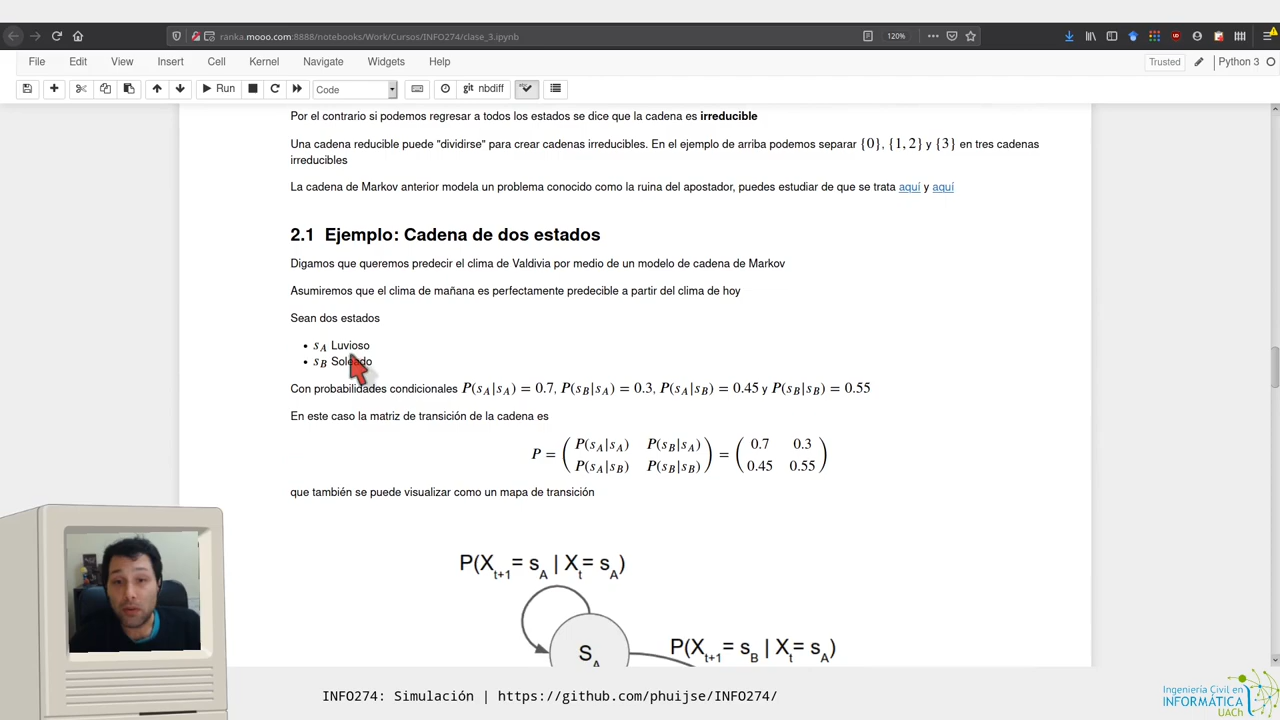 ranka.mooo.com:8888/notebooks/Work/Cursos/INFO274/clase_3.ipynb 120%
File Edit View Insert Cell Kernel Navigate Widgets Help Trusted Python 3
Run Code git nbdiff
Por el contrario si podemos regresar a todos los estados se dice que la cadena es irreducible
Una cadena reducible puede "dividirse" para crear cadenas irreducibles. En el ejemplo de arriba podemos separar {0}, {1, 2} y {3} en tres cadenas
irreducibles
La cadena de Markov anterior modela un problema conocido como la ruina del apostador, puedes estudiar de que se trata aquí y aquí
2.1 Ejemplo: Cadena de dos estados
Digamos que queremos predecir el clima de Valdivia por medio de un modelo de cadena de Markov
Asumiremos que el clima de mañana es perfectamente predecible a partir del clima de hoy
Sean dos estados
• s_A Luvioso
• s_B Soleado
Con probabilidades condicionales P(s_A|s_A) = 0.7, P(s_B|s_A) = 0.3, P(s_A|s_B) = 0.45 y P(s_B|s_B) = 0.55
En este caso la matriz de transición de la cadena es
P = ( P(s_A|s_A) P(s_B|s_A) ) = ( 0.7 0.3 )
( P(s_A|s_B) P(s_B|s_B) ) ( 0.45 0.55 )
que también se puede visualizar como un mapa de transición
P(X_t+1 = s_A | X_t = s_A)
P(X_t+1 = s_B | X_t = s_A)
S_A
INFO274: Simulación | https://github.com/phuijse/INFO274/
Ingeniería Civil en
INFORMÁTICA
UACh